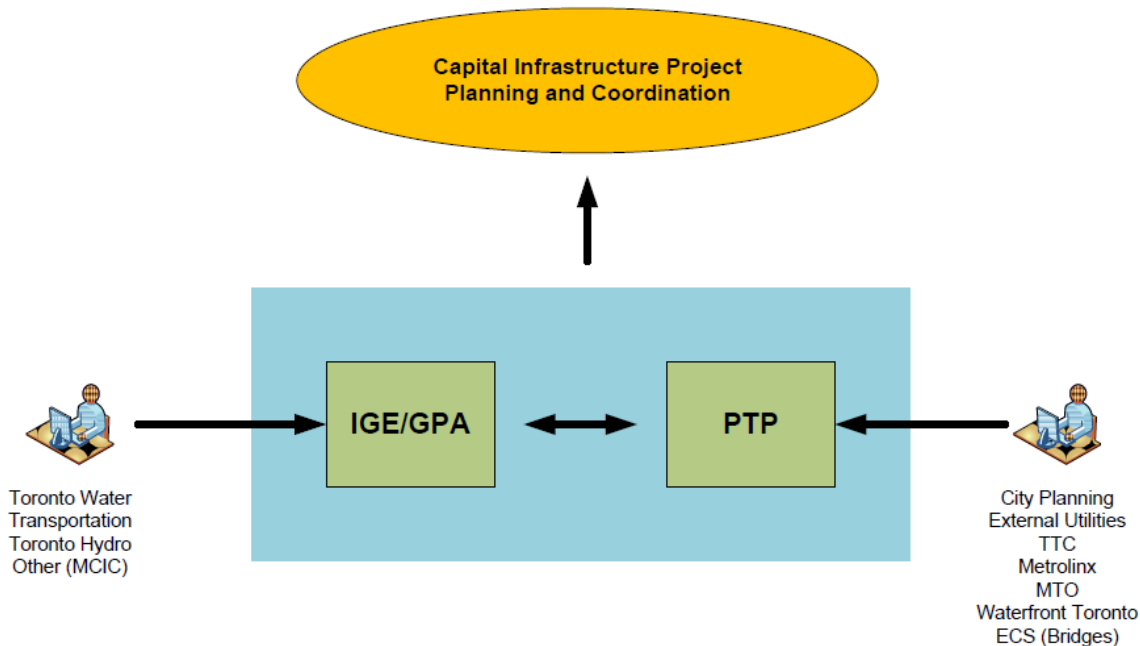 Capital Infrastructure Project
Planning and Coordination
IGE/GPA
PTP
Toronto Water
Transportation
Toronto Hydro
Other (MCIC)
City Planning
External Utilities
TTC
Metrolinx
MTO
Waterfront Toronto
ECS (Bridges)